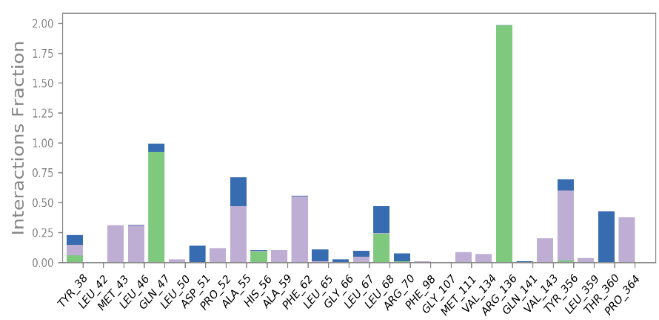 2.00
1.75
1.50
1.25
1.00
0.75
0.50
0.25
0.00
Interactions Fraction
TYR_38
LEU_42
MET_43
LEU_46
GLN_47
LEU_50
ASP_51
PRO_52
ALA_55
HIS_56
ALA_59
PHE_62
LEU_65
GLY_66
LEU_67
LEU_68
ARG_70
PHE_98
GLY_107
MET_111
VAL_134
ARG_136
GLN_141
VAL_143
TYR_356
LEU_359
THR_360
PRO_364